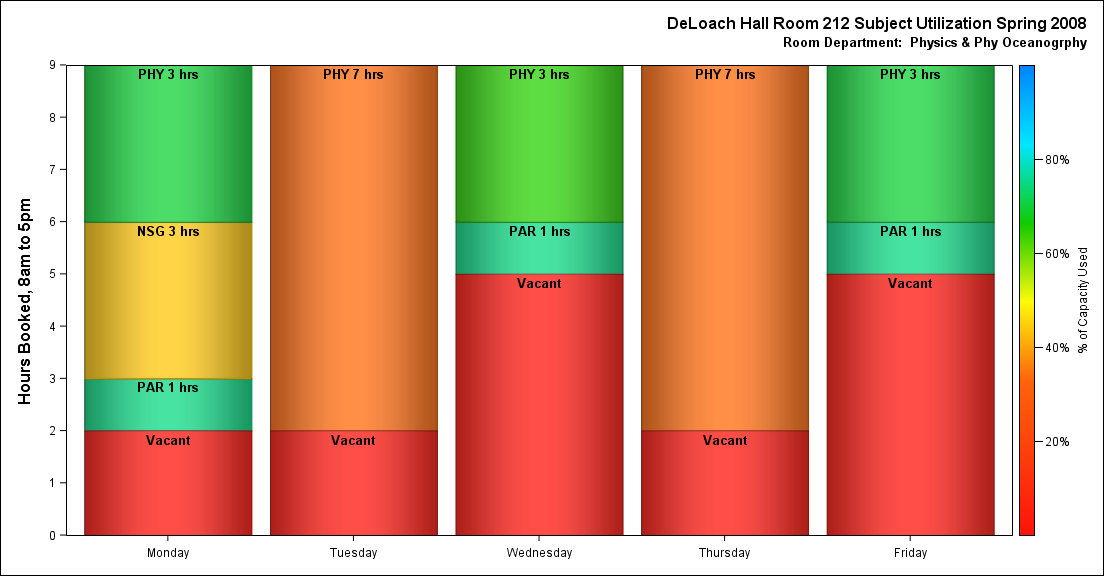 DeLoach Hall Room 212 Subject Utilization Spring 2008
Room Department:  Physics & Phy Oceanogrphy
Hours Booked, 8am to 5pm
9
8
7
6
5
4
3
2
1
0
PHY 3 hrs
NSG 3 hrs
PAR 1 hrs
Vacant
PHY 7 hrs
Vacant
PHY 3 hrs
PAR 1 hrs
Vacant
PHY 7 hrs
Vacant
PHY 3 hrs
PAR 1 hrs
Vacant
Monday
Tuesday
Wednesday
Thursday
Friday
80%
60%
40%
20%
% of Capacity Used